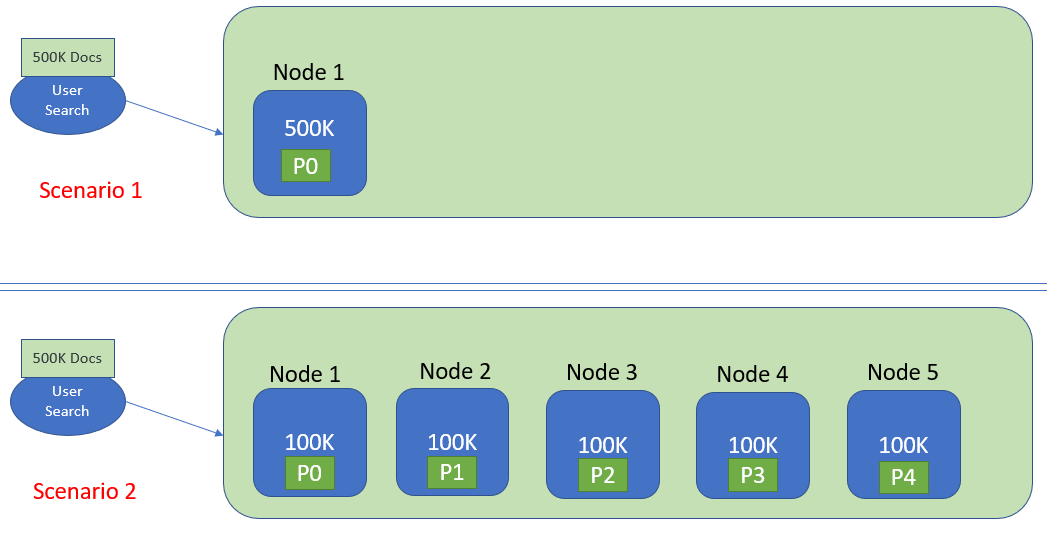 500K Docs
User
Search
Scenario 1
Node 1
500K
P0
500K Docs
User
Search
Scenario 2
Node 1
100K
P0
Node 2
100K
P1
Node 3
100K
P2
Node 4
100K
P3
Node 5
100K
P4